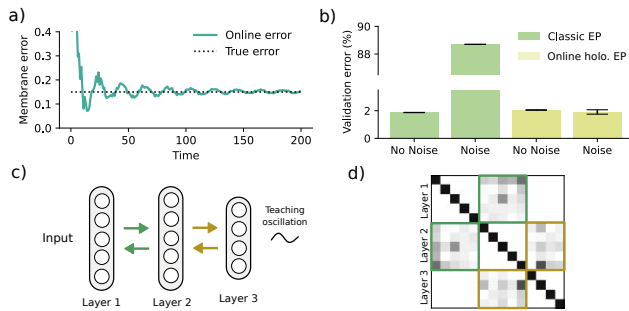 a)
Membrane error
0.4
0.3
0.2
0.1
0.0
0
50
100
150
200
Time
Online error
True error
b)
Validation error (%)
90
88
2
0
No Noise
Noise
No Noise
Noise
Classic EP
Online holo. EP
c)
Input
Layer 1
Layer 2
Layer 3
Teaching
oscillation
d)
Layer 1
Layer 2
Layer 3